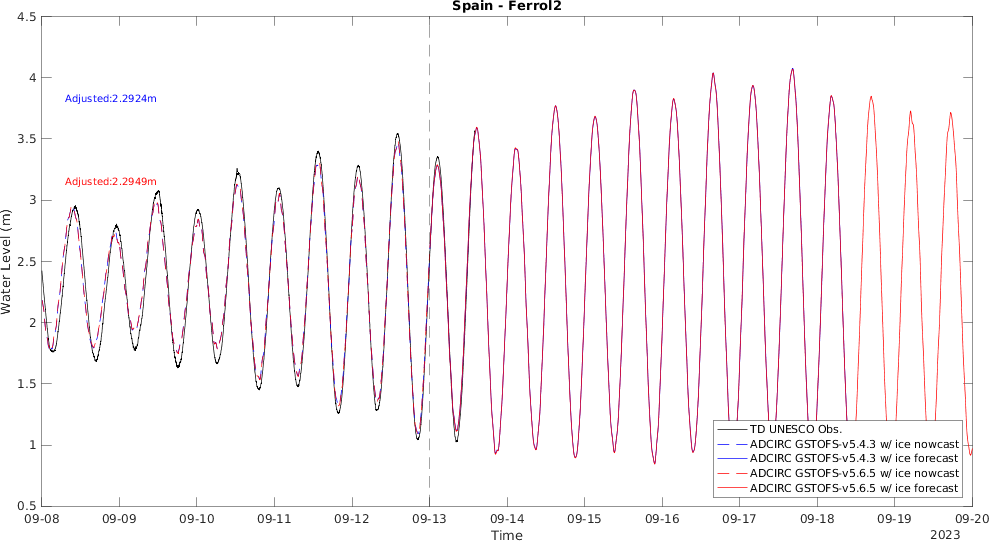 Spain - Ferrol2
4.5
4
3.5
3
2.5
2
1.5
1
0.5
Water Level (m)
Adjusted:2.2924m
Adjusted:2.2949m
TD UNESCO Obs.
ADCIRC GSTOFS-v5.4.3 w/ ice nowcast
ADCIRC GSTOFS-v5.4.3 w/ ice forecast
ADCIRC GSTOFS-v5.6.5 w/ ice nowcast
ADCIRC GSTOFS-v5.6.5 w/ ice forecast
09-08 09-09 09-10 09-11 09-12 09-13 09-14 09-15 09-16 09-17 09-18 09-19 09-20
Time
2023